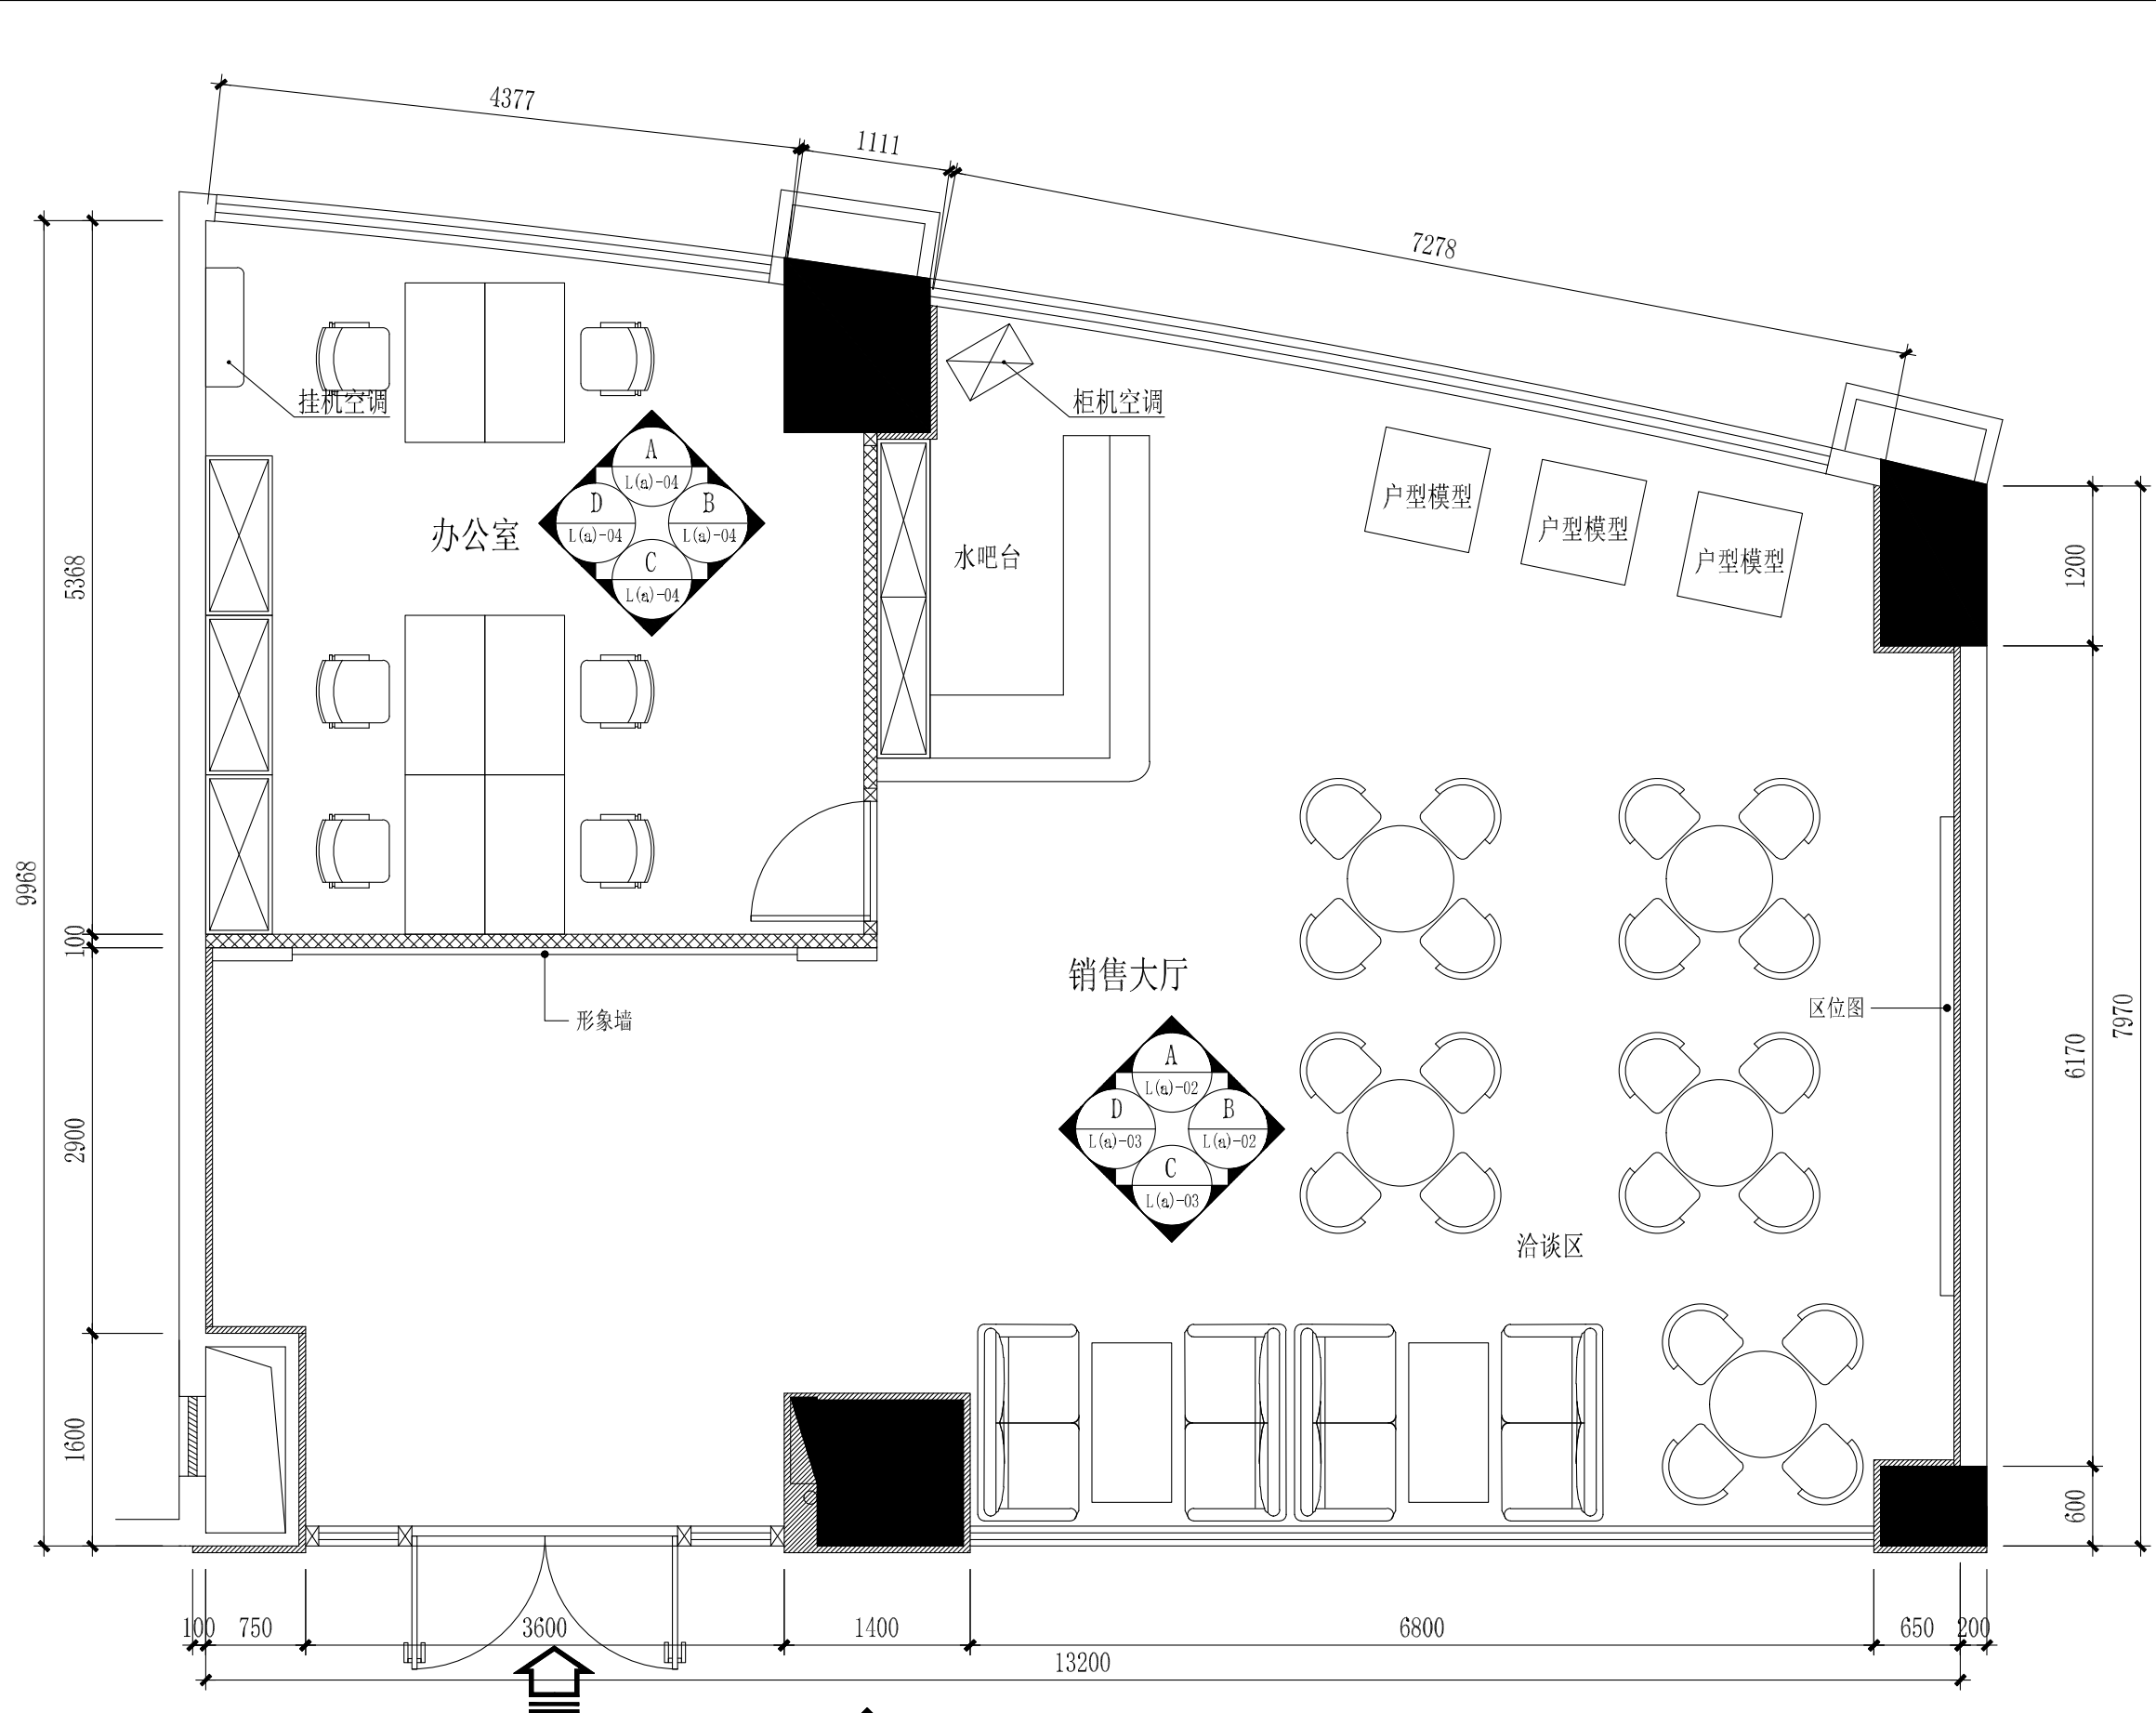 4377
1111
7278
挂机空调
柜机空调
户型模型
户型模型
户型模型
办公室
A
L(a)-04
D
L(a)-04
B
L(a)-04
C
L(a)-04
水吧台
5368
9968
100
2900
1600
1200
6170
7970
600
形象墙
销售大厅
区位图
A
L(a)-02
D
L(a)-03
B
L(a)-02
C
L(a)-03
洽谈区
100
750
3600
1400
6800
650
200
13200